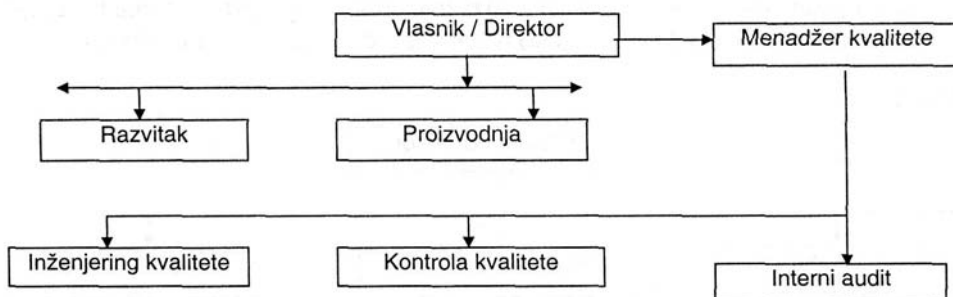 Vlasnik / Direktor
Menadžer kvalitete
Razvitak
Proizvodnja
Inženjering kvalitete
Kontrola kvalitete
Interni audit